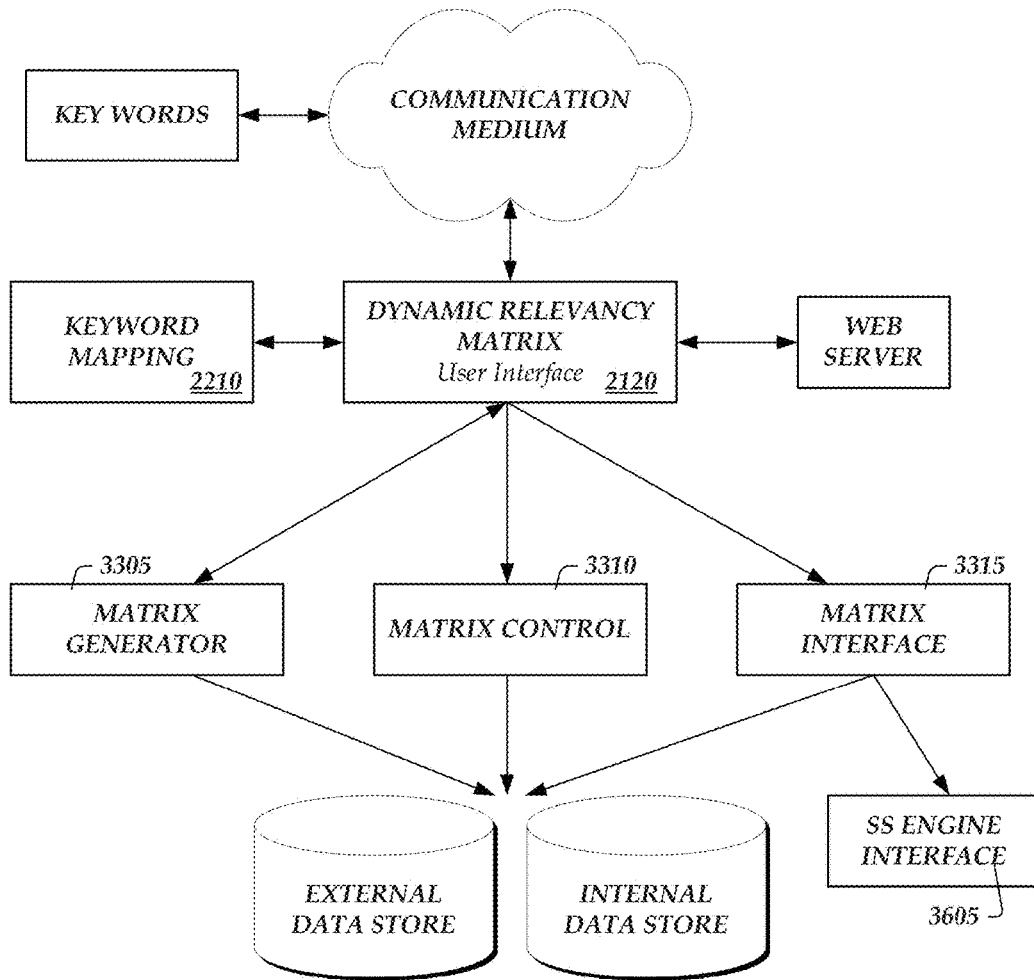 KEY WORDS
COMMUNICATION
MEDIUM
KEYWORD
MAPPING
2210
DYNAMIC RELEVANCY
MATRIX
User Interface
2120
WEB
SERVER
3305
MATRIX
GENERATOR
3310
MATRIX CONTROL
3315
MATRIX
INTERFACE
EXTERNAL
DATA STORE
INTERNAL
DATA STORE
SS ENGINE
INTERFACE
3605